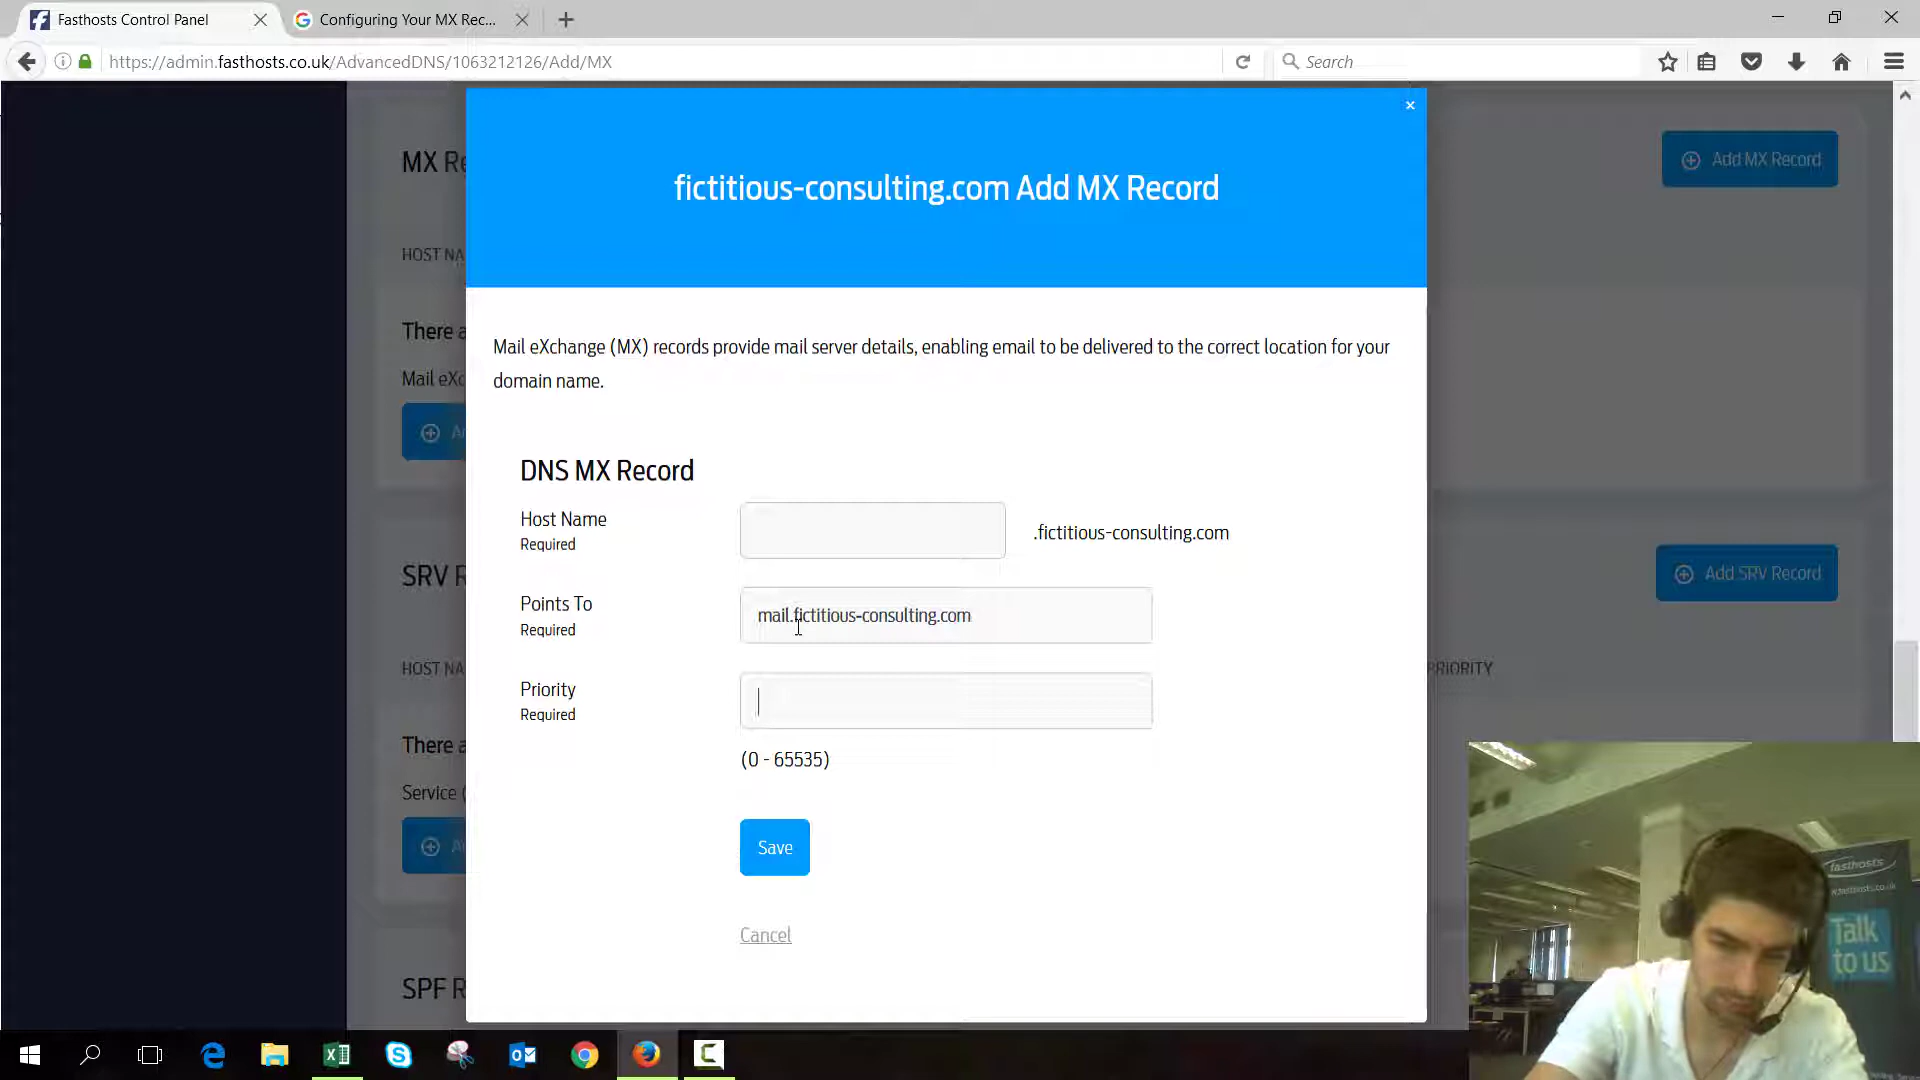 Fasthosts Control Panel
Configuring Your MX Rec...
https://admin.fasthosts.co.uk/AdvancedDNS/1063212126/Add/MX
Search
fictitious-consulting.com Add MX Record
MX Re
Add MX Record
HOST NA
Mail eXchange (MX) records provide mail server details, enabling email to be delivered to the correct location for your
domain name.
There a
Mail eXc
A
DNS MX Record
Host Name
Required
.fictitious-consulting.com
SRV R
Add SRV Record
Points To
Required
mail.fictitious-consulting.com
HOST NA
PRIORITY
Priority
Required
(0 - 65535)
There a
Service (
A
Save
Cancel
SPF R
fasthosts
Talk
to us